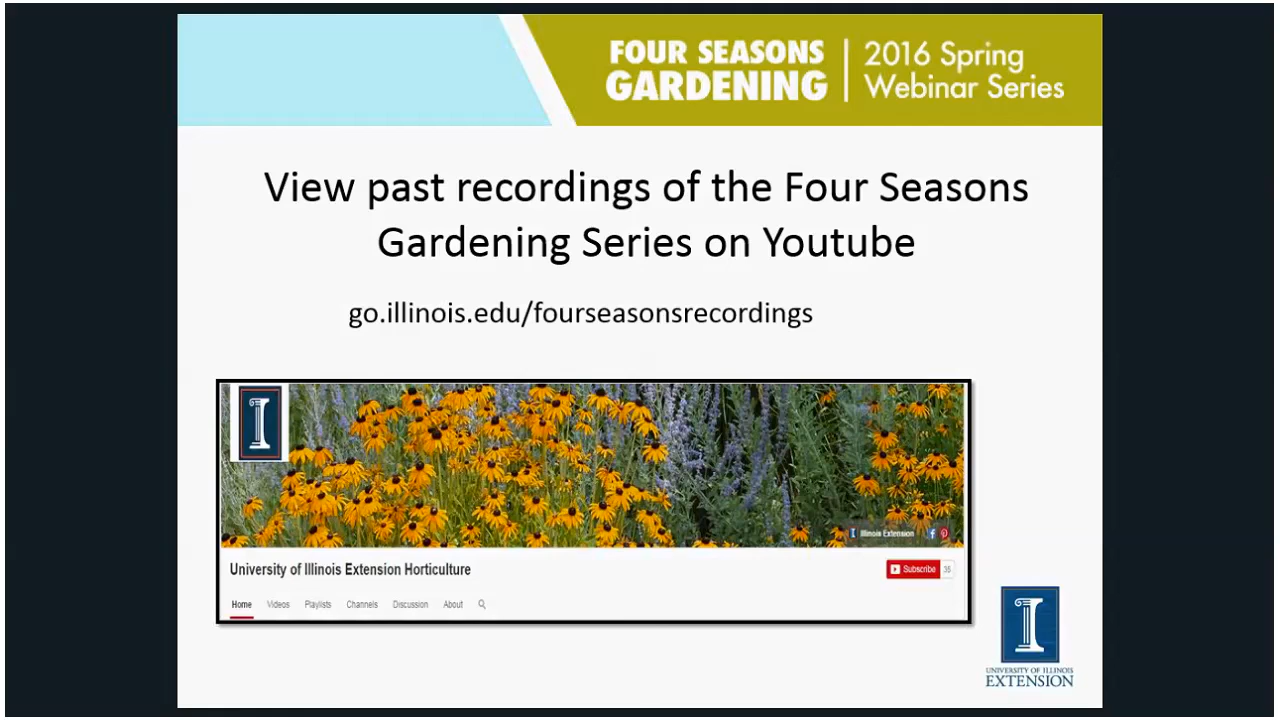 FOUR SEASONS
GARDENING
2016 Spring
Webinar Series
View past recordings of the Four Seasons
Gardening Series on Youtube
go.illinois.edu/fourseasonsrecordings
Illinois Extension
University of Illinois Extension Horticulture
Subscribe 35
Home Videos Playlists Channels Discussion About
UNIVERSITY OF ILLINOIS
EXTENSION